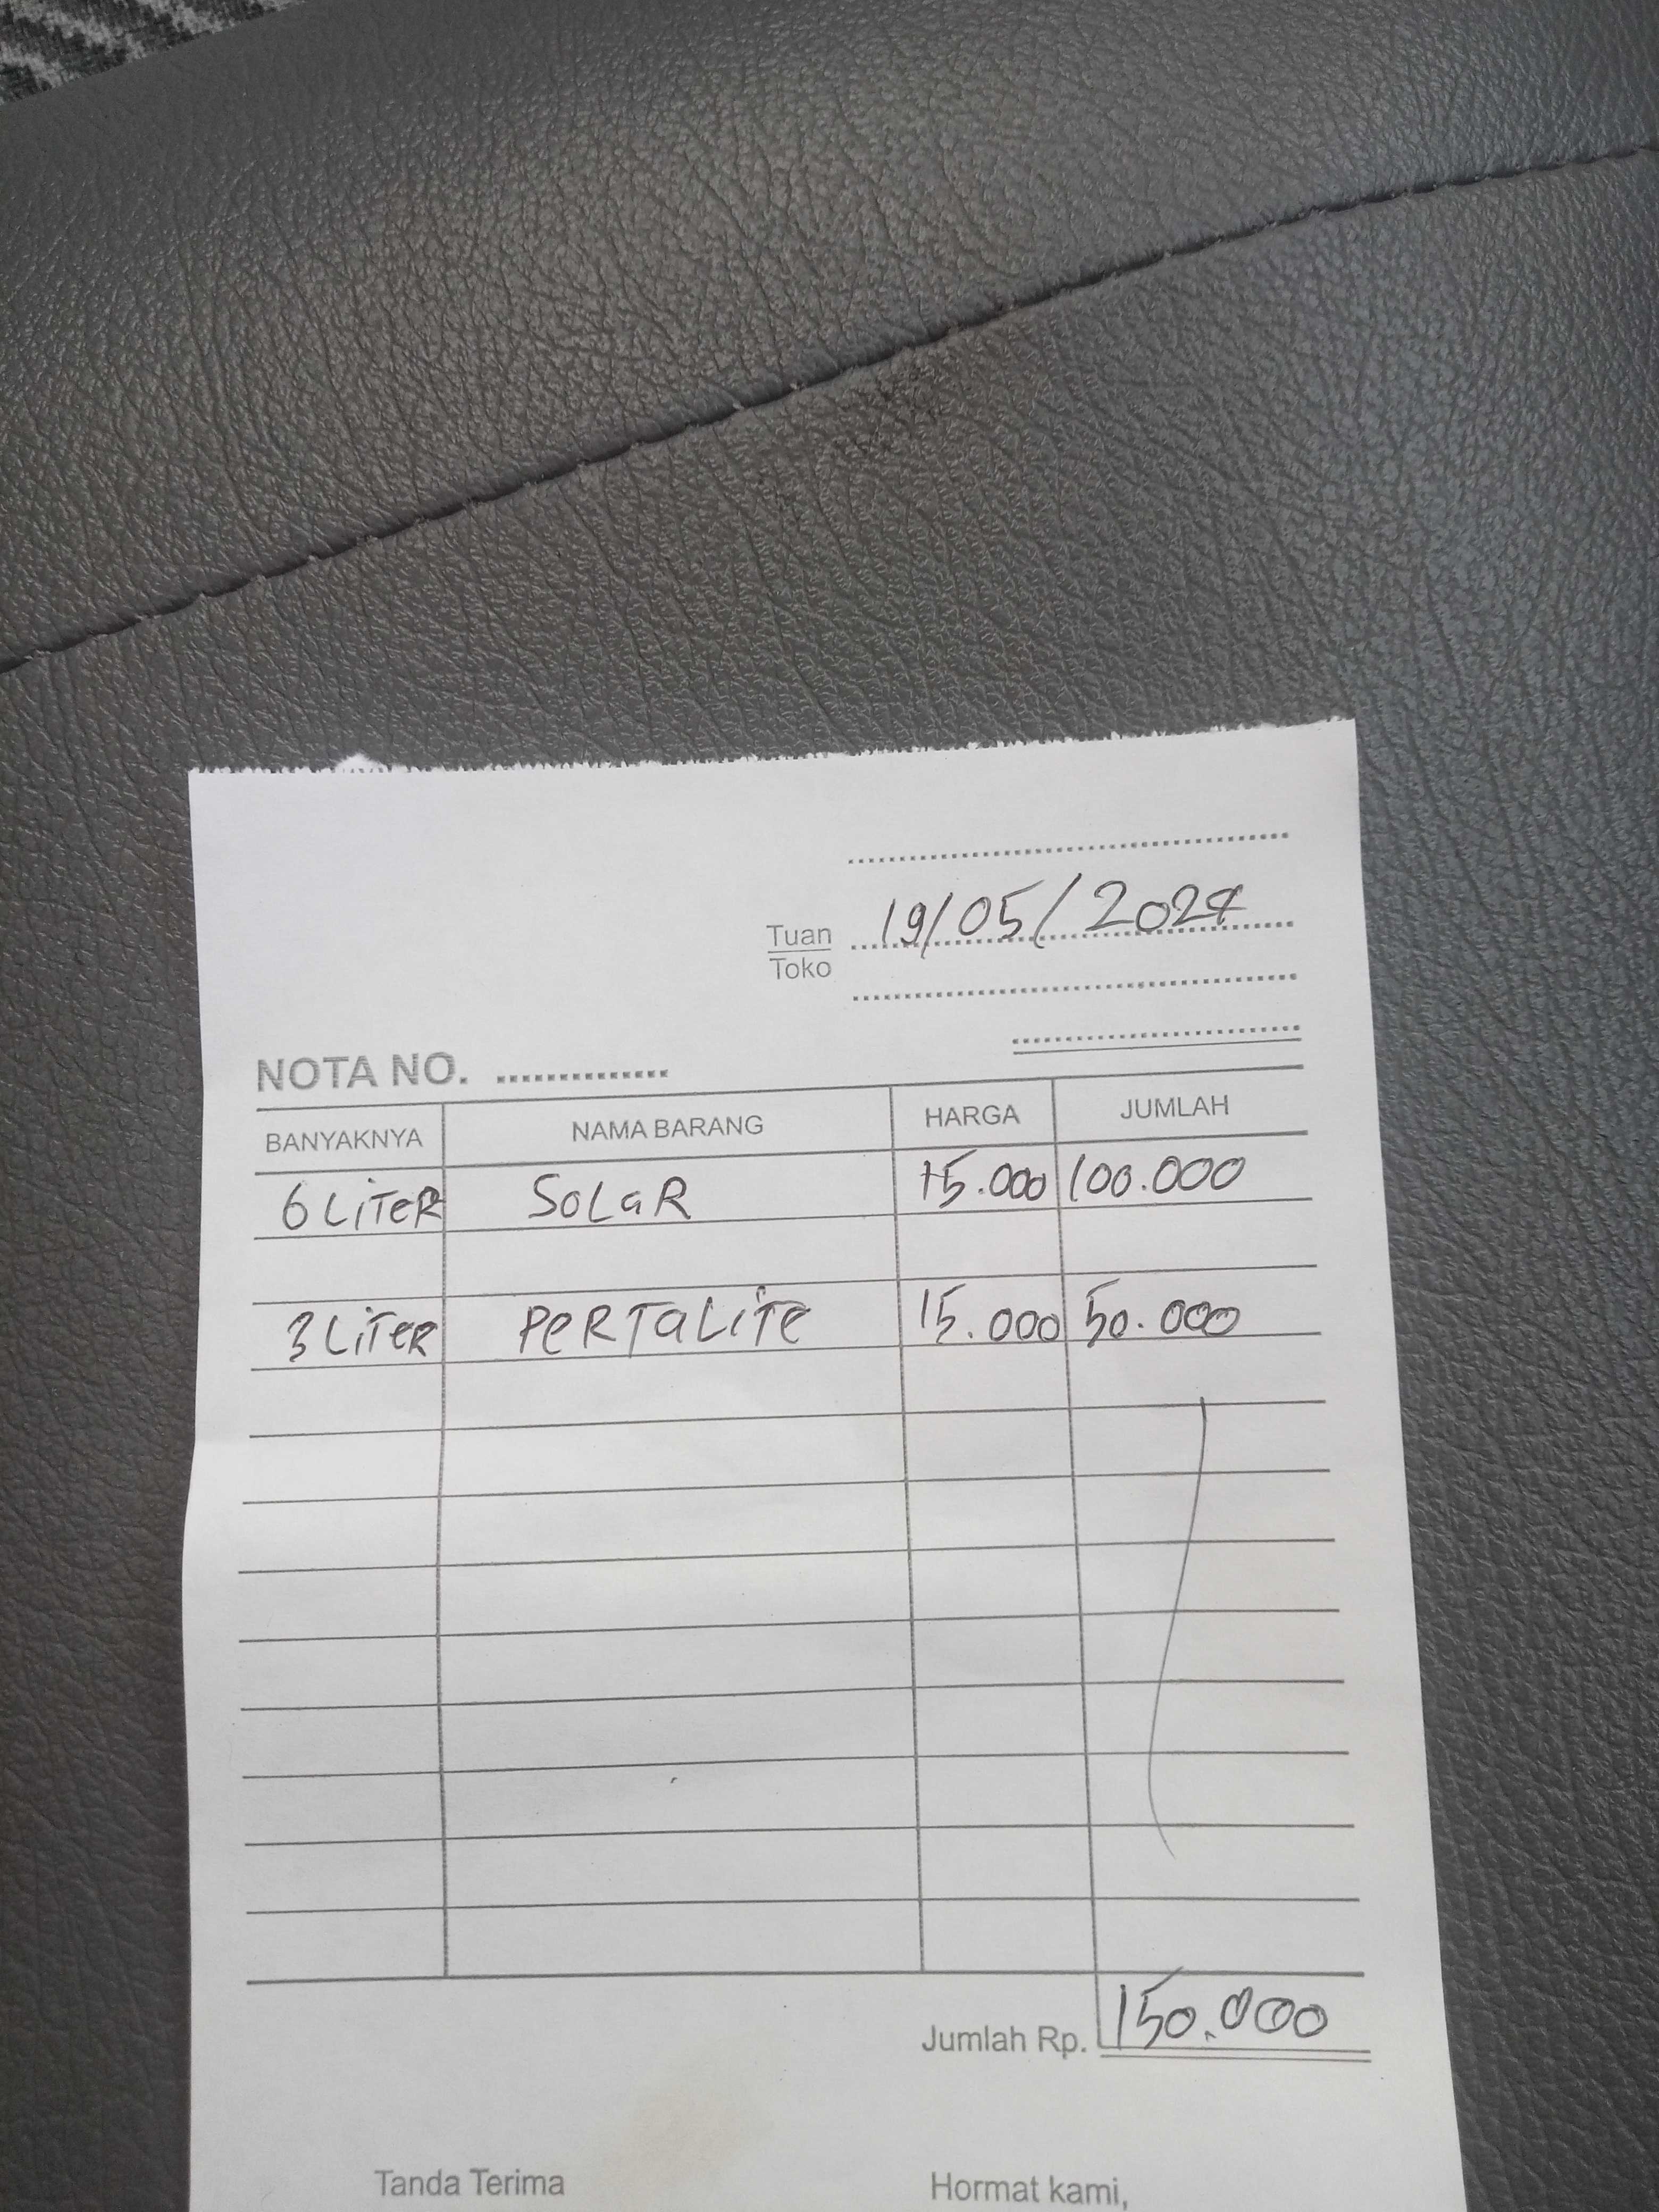 19/05/2024
Tuan
Toko
NOTA NO.
BANYAKNYA NAMA BARANG HARGA JUMLAH
6 LiTeR SoLaR 15.000 100.000
3 LiTeR PeRTaLiTe 15.000 50.000
Jumlah Rp. 150.000
Tanda Terima Hormat kami,